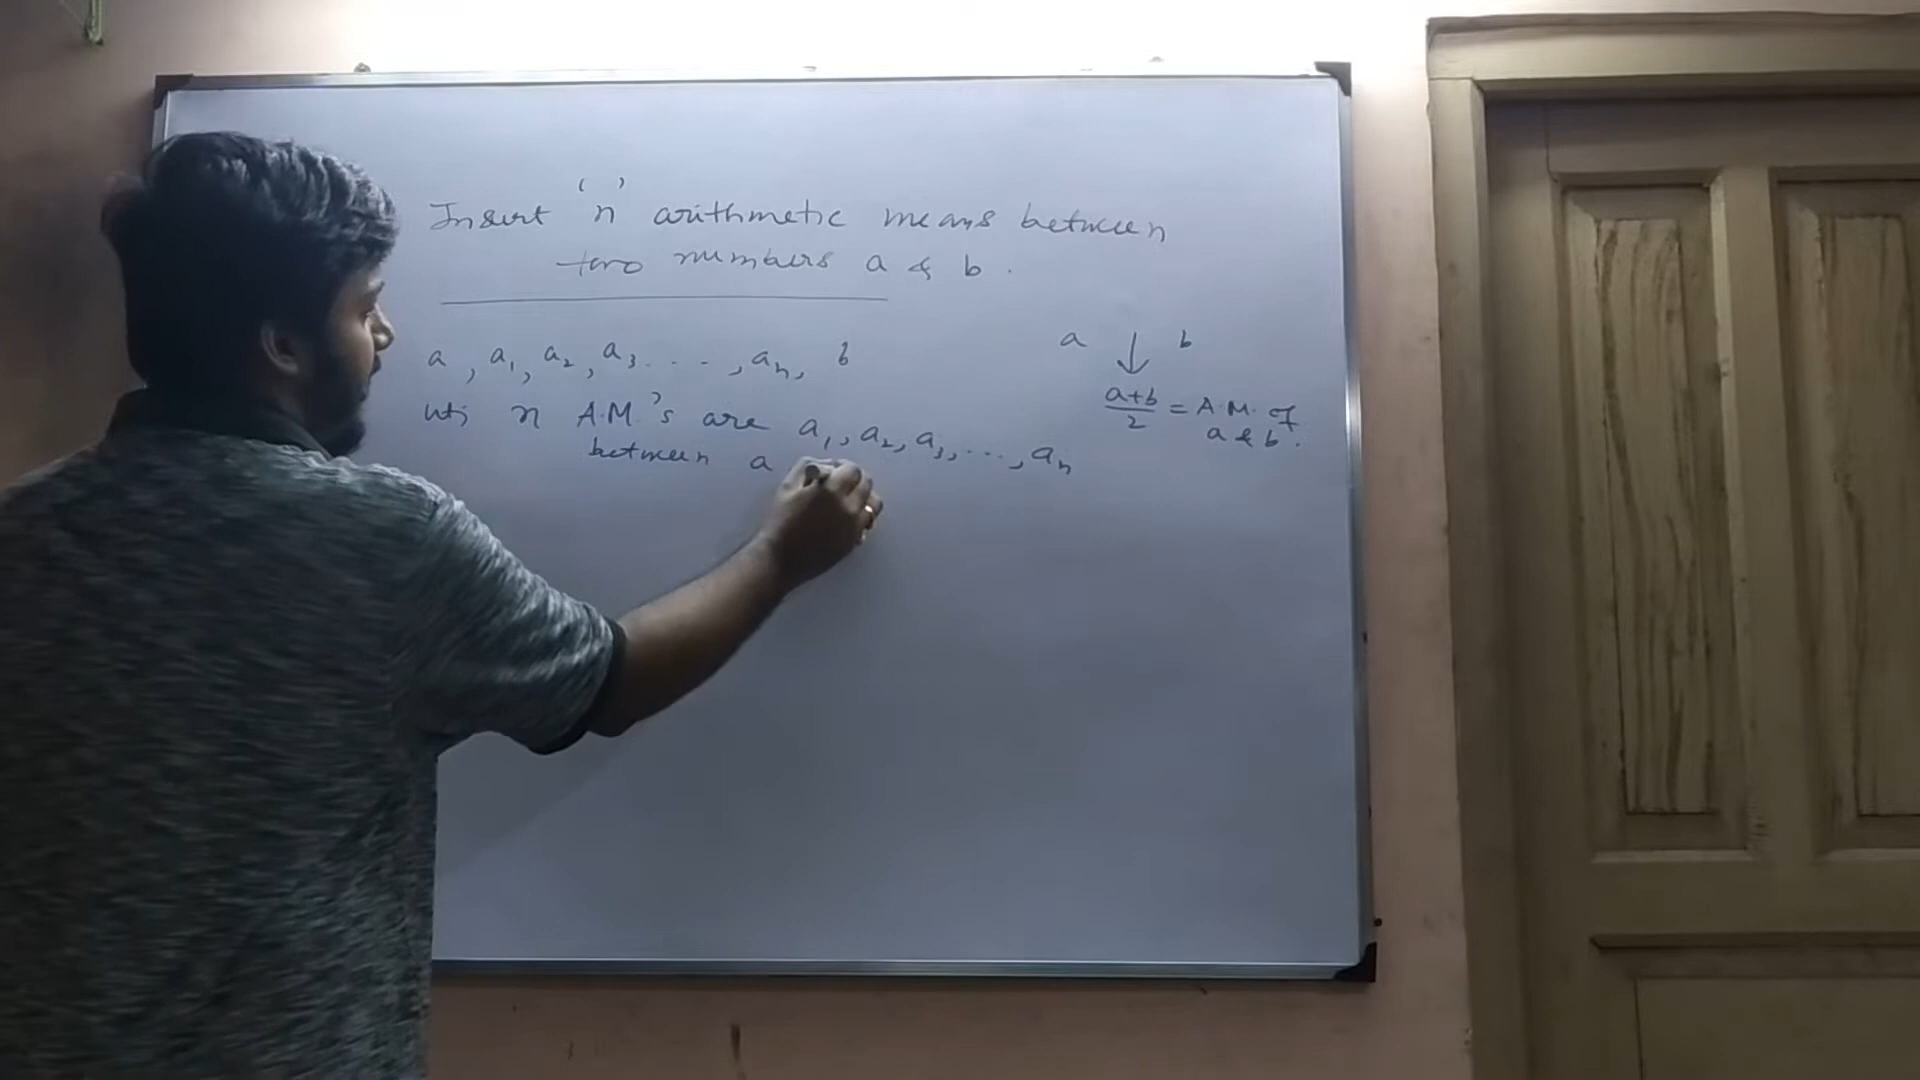 Insert 'n' arithmetic means between
two numbers a & b.
a, a₁, a₂, a₃ . . . ., aₙ, b
let, n A.M.'s are a₁, a₂, a₃, ..., aₙ
between a
a ↓ b
(a+b)/2 = A.M. of
a & b.